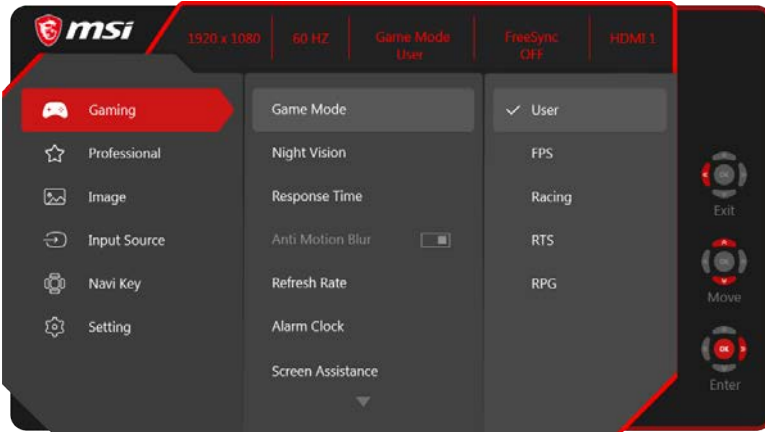 msi
1920 x 1080
60 HZ
Game Mode
User
FreeSync
OFF
HDMI 1
Gaming
Professional
Image
Input Source
Navi Key
Setting
Game Mode
Night Vision
Response Time
Anti Motion Blur
Refresh Rate
Alarm Clock
Screen Assistance
User
FPS
Racing
RTS
RPG
OK
Exit
OK
Move
OK
Enter